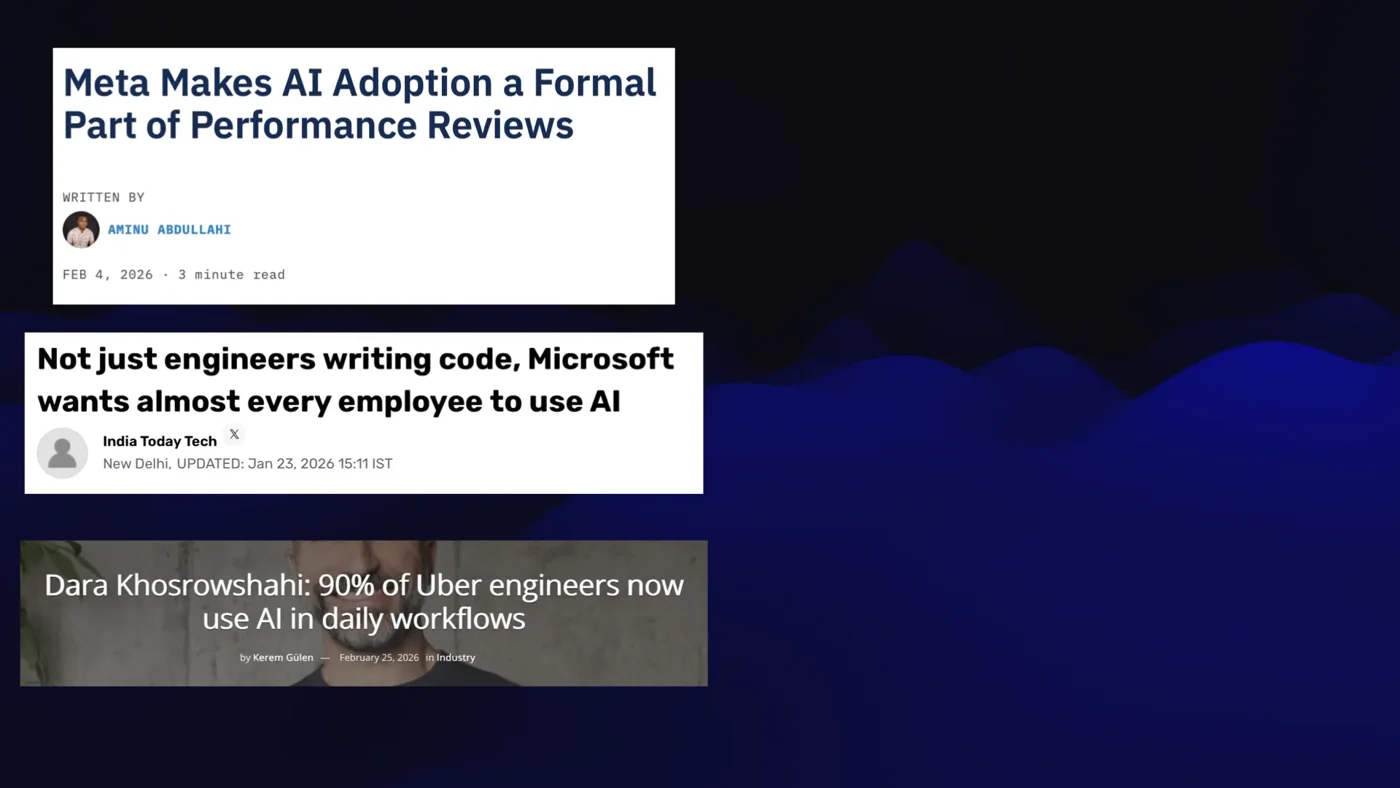 Meta Makes AI Adoption a Formal
Part of Performance Reviews
WRITTEN BY
AMINU ABDULLAHI
FEB 4, 2026 · 3 minute read
Not just engineers writing code, Microsoft
wants almost every employee to use AI
India Today Tech 𝕏
New Delhi, UPDATED: Jan 23, 2026 15:11 IST
Dara Khosrowshahi: 90% of Uber engineers now
use AI in daily workflows
by Kerem Gülen — February 25, 2026 in Industry